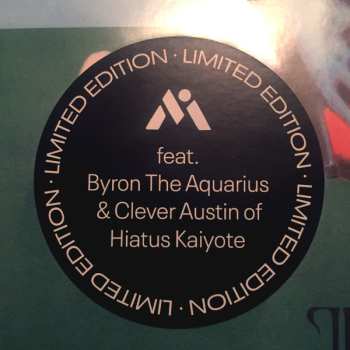 LIMITED EDITION · LIMITED EDITION · LIMITED EDITION · LIMITED EDITION ·
feat.
Byron The Aquarius
& Clever Austin of
Hiatus Kaiyote